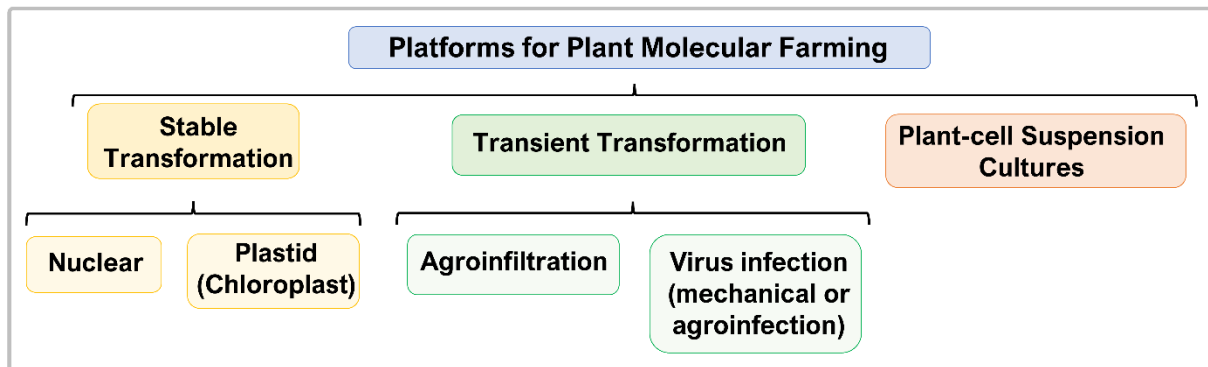 Platforms for Plant Molecular Farming
Stable
Transformation
Transient Transformation
Plant-cell Suspension
Cultures
Nuclear
Plastid
(Chloroplast)
Agroinfiltration
Virus infection
(mechanical or
agroinfection)